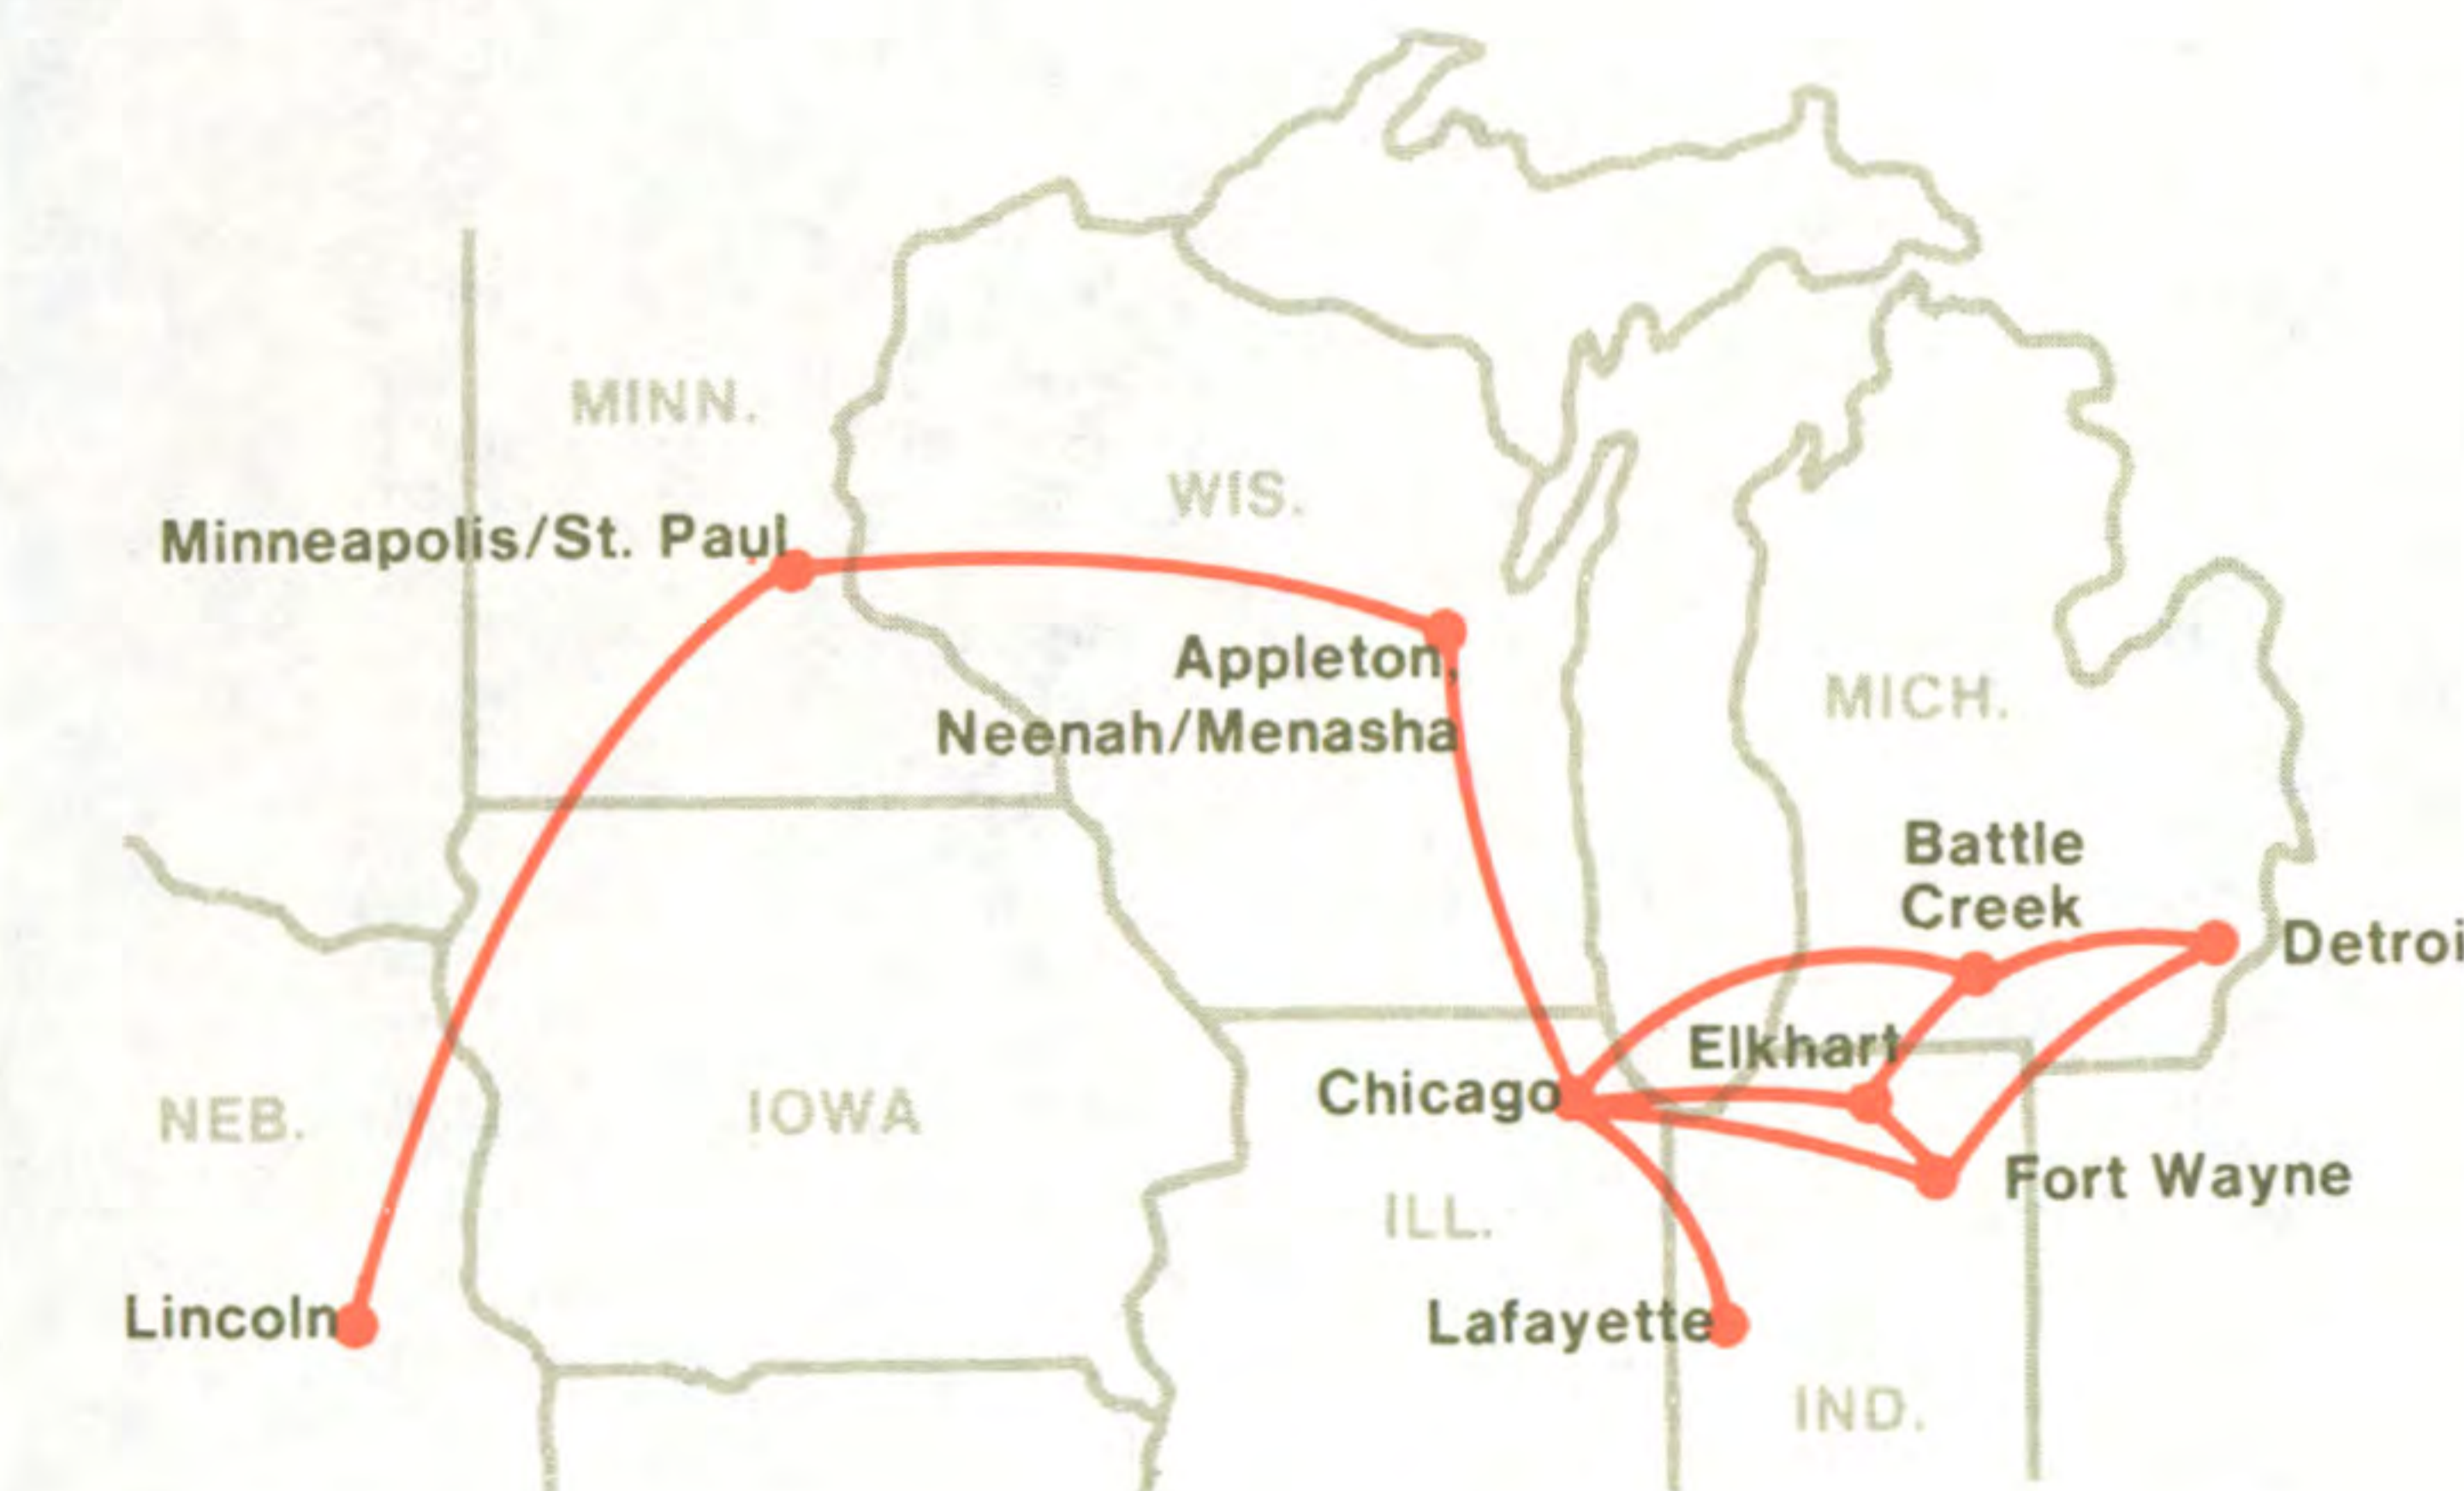 MINN.
WIS.
Minneapolis/St. Paul
Appleton,
Neenah/Menasha
MICH.
Battle
Creek
Detroi
Elkhart
Chicago
NEB.
IOWA
Fort Wayne
ILL.
Lincoln
Lafayette
IND.